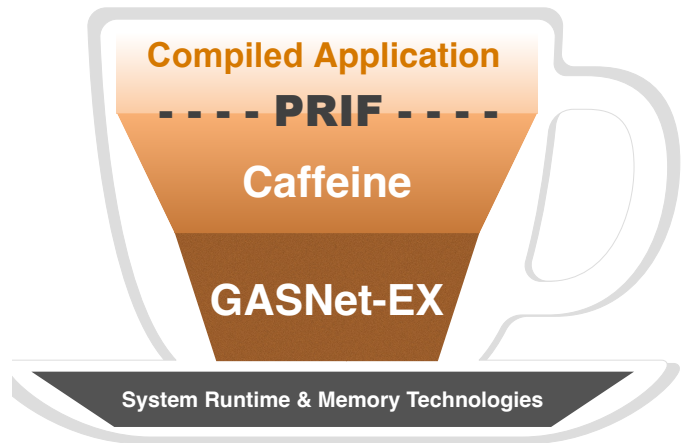 Compiled Application
- - - - PRIF - - - -
Caffeine
GASNet-EX
System Runtime & Memory Technologies